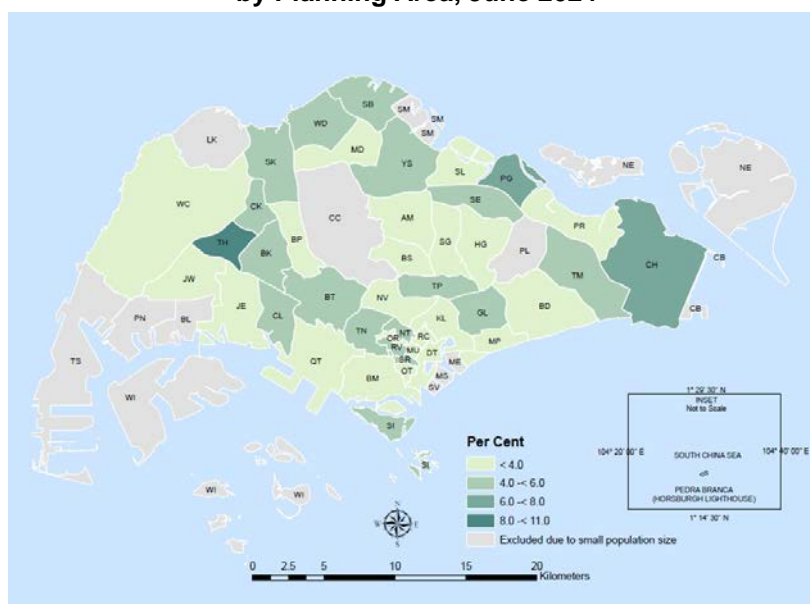 by Planning Area, June 2021
SB
SM
WD
SM
LK
SM
MD
NE
SK
YS
SL
PG
NE
CK
SE
WC
CC
AM
PR
TH
BP
SG
HG
PL
BK
BS
CH
TM
CB
JW
TP
BT
NV
BD
CB
PN
BL
JE
CL
GL
KL
TN
NT
OR
RC
RV
MU
MP
TS
QT
SR
DT
ME
OT
MS
BM
SV
WI
SI
SL
WI
WI
Per Cent
< 4.0
4.0 -< 6.0
6.0 -< 8.0
8.0 -< 11.0
Excluded due to small population size
1° 29' 30" N
INSET
Not to Scale
104° 20' 00" E
SOUTH CHINA SEA
104° 40' 00" E
PEDRA BRANCA
(HORSBURGH LIGHTHOUSE)
1° 14' 30" N
N
W
E
S
0 2.5 5 10 15 20
Kilometers